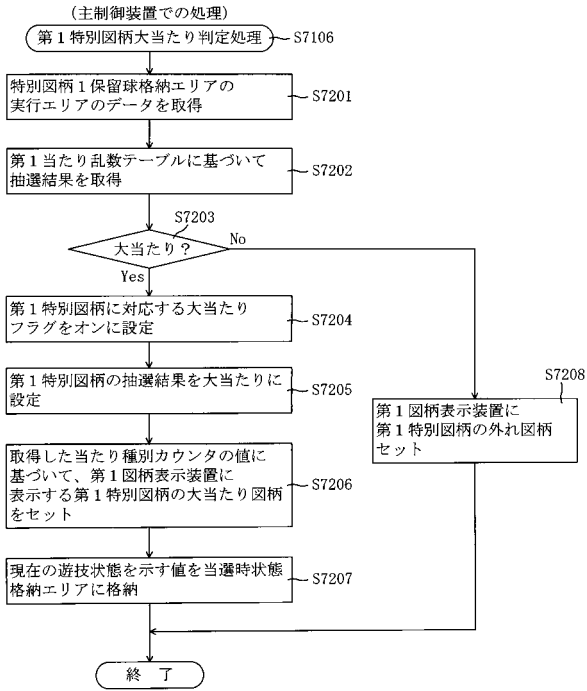 (主制御装置での処理)
第１特別図柄大当たり判定処理
S7106
特別図柄１保留球格納エリアの
実行エリアのデータを取得
S7201
第１当たり乱数テーブルに基づいて
抽選結果を取得
S7202
S7203
大当たり？
No
Yes
第１特別図柄に対応する大当たり
フラグをオンに設定
S7204
第１特別図柄の抽選結果を大当たりに
設定
S7205
S7208
第１図柄表示装置に
第１特別図柄の外れ図柄
セット
取得した当たり種別カウンタの値に
基づいて、第１図柄表示装置に
表示する第１特別図柄の大当たり図柄
をセット
S7206
現在の遊技状態を示す値を当選時状態
格納エリアに格納
S7207
終　了